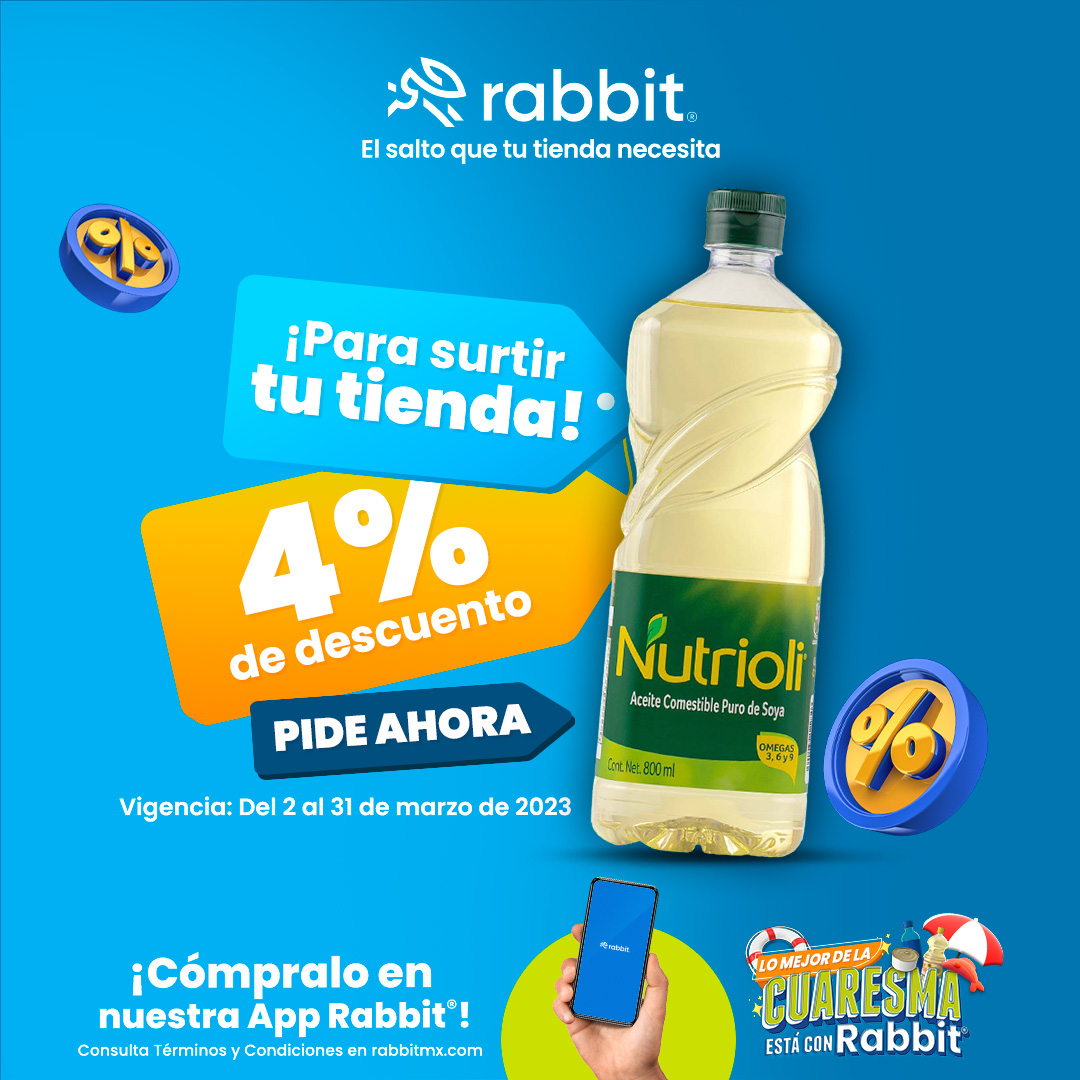 rabbit®
El salto que tu tienda necesita
¡Para surtir
tu tienda!
4%
de descuento
PIDE AHORA
Vigencia: Del 2 al 31 de marzo de 2023
Nutrioli®
Aceite Comestible Puro de Soya
OMEGAS
3, 6 y 9
Cont. Net. 800 ml
rabbit
¡Cómpralo en
nuestra App Rabbit®!
Consulta Términos y Condiciones en rabbitmx.com
LO MEJOR DE LA
CUARESMA
ESTÁ CON Rabbit®